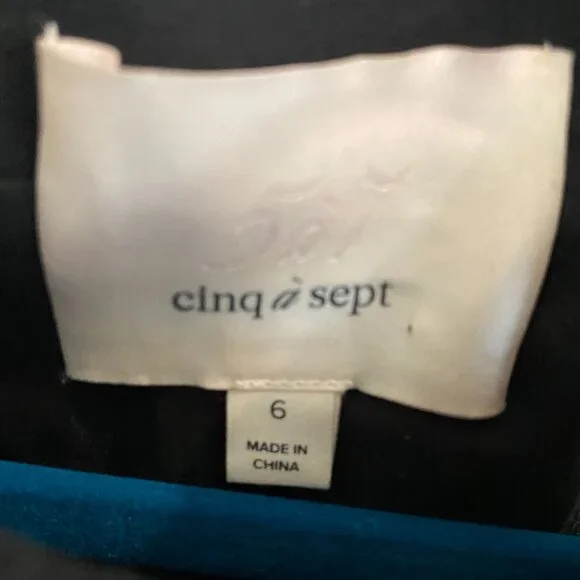 cinq à sept
6
MADE IN
CHINA